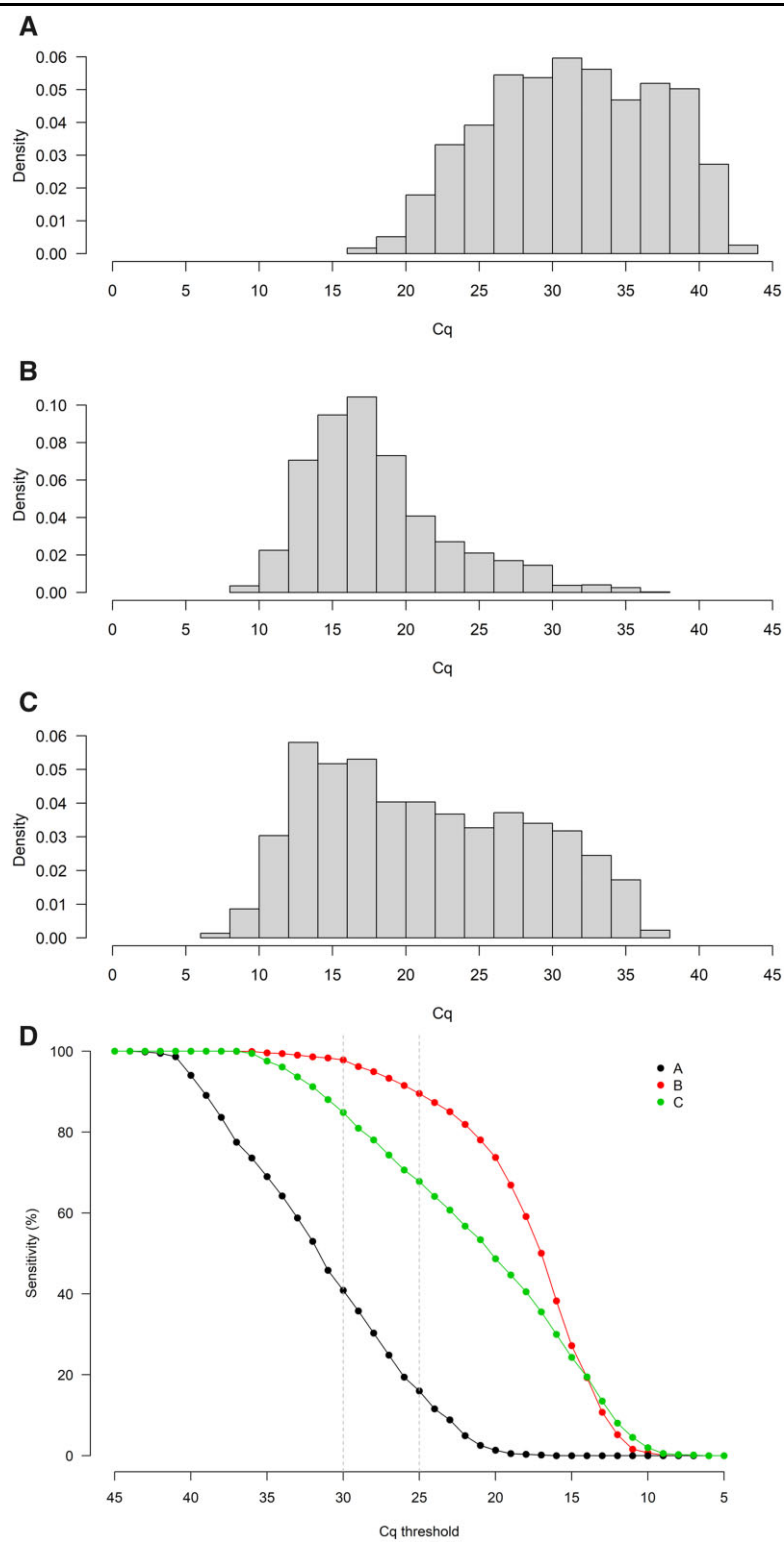 A
0.06
0.05
0.04
0.03
0.02
0.01
0.00
Density
0 5 10 15 20 25 30 35 40 45
Cq
B
0.10
0.08
0.06
0.04
0.02
0.00
Density
0 5 10 15 20 25 30 35 40 45
Cq
C
0.06
0.05
0.04
0.03
0.02
0.01
0.00
Density
0 5 10 15 20 25 30 35 40 45
Cq
D
100
80
60
40
20
0
Sensitivity (%)
A
B
C
45 40 35 30 25 20 15 10 5
Cq threshold